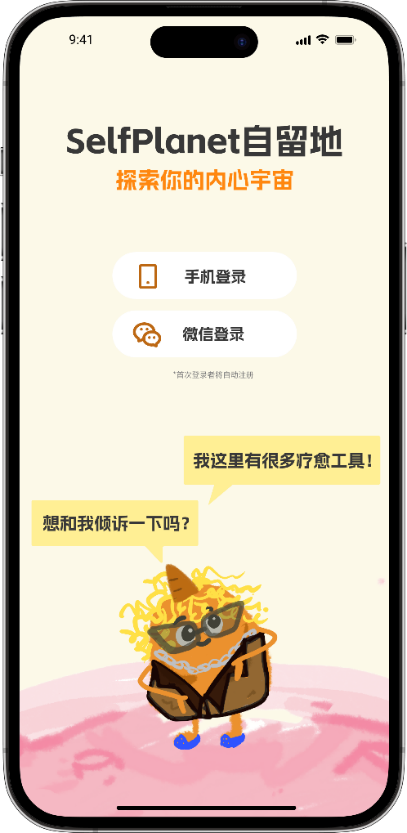 9:41
SelfPlanet自留地
探索你的内心宇宙
手机登录
微信登录
*首次登录者将自动注册
我这里有很多疗愈工具!
想和我倾诉一下吗?